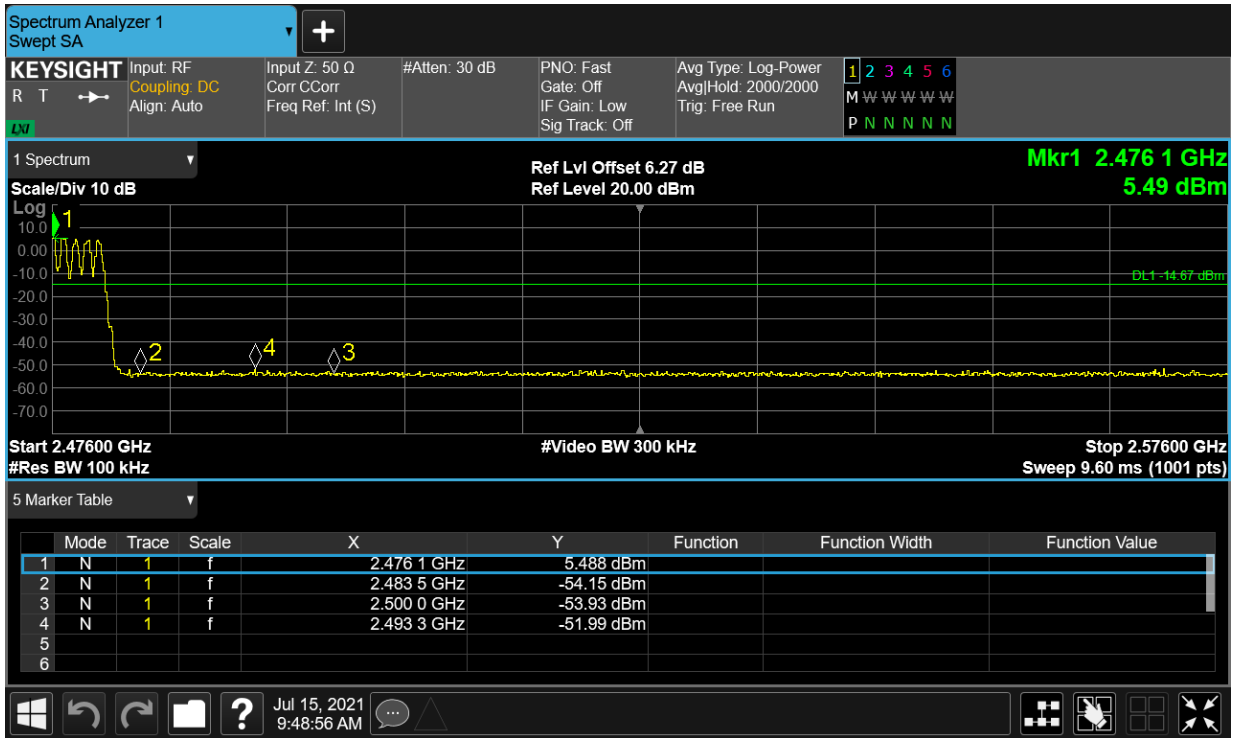 Spectrum Analyzer 1
Swept SA
KEYSIGHT
R T
LXI
Input: RF
Coupling: DC
Align: Auto
Input Z: 50 Ω
Corr CCorr
Freq Ref: Int (S)
#Atten: 30 dB
PNO: Fast
Gate: Off
IF Gain: Low
Sig Track: Off
Avg Type: Log-Power
Avg|Hold: 2000/2000
Trig: Free Run
1 2 3 4 5 6
M W W W W W
P N N N N N
1 Spectrum
Scale/Div 10 dB
Ref Lvl Offset 6.27 dB
Ref Level 20.00 dBm
Mkr1 2.476 1 GHz
5.49 dBm
Log
10.0
0.00
-10.0
-20.0
-30.0
-40.0
-50.0
-60.0
-70.0
1
2
4
3
DL1 -14.67 dBm
Start 2.47600 GHz
#Res BW 100 kHz
#Video BW 300 kHz
Stop 2.57600 GHz
Sweep 9.60 ms (1001 pts)
5 Marker Table
Mode Trace Scale X Y Function Function Width Function Value
1 N 1 f 2.476 1 GHz 5.488 dBm
2 N 1 f 2.483 5 GHz -54.15 dBm
3 N 1 f 2.500 0 GHz -53.93 dBm
4 N 1 f 2.493 3 GHz -51.99 dBm
5
6
?
Jul 15, 2021
9:48:56 AM